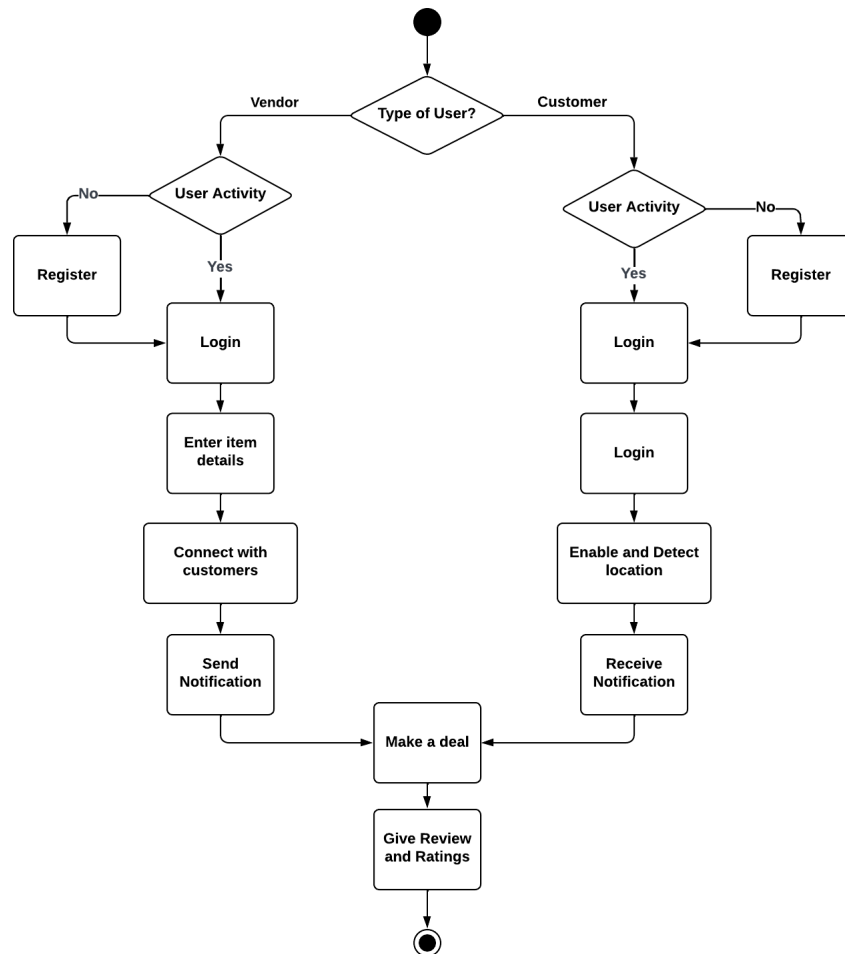 Type of User?
Vendor
Customer
User Activity
No
Yes
Register
Login
Enter item
details
Connect with
customers
Send
Notification
User Activity
No
Yes
Register
Login
Login
Enable and Detect
location
Receive
Notification
Make a deal
Give Review
and Ratings